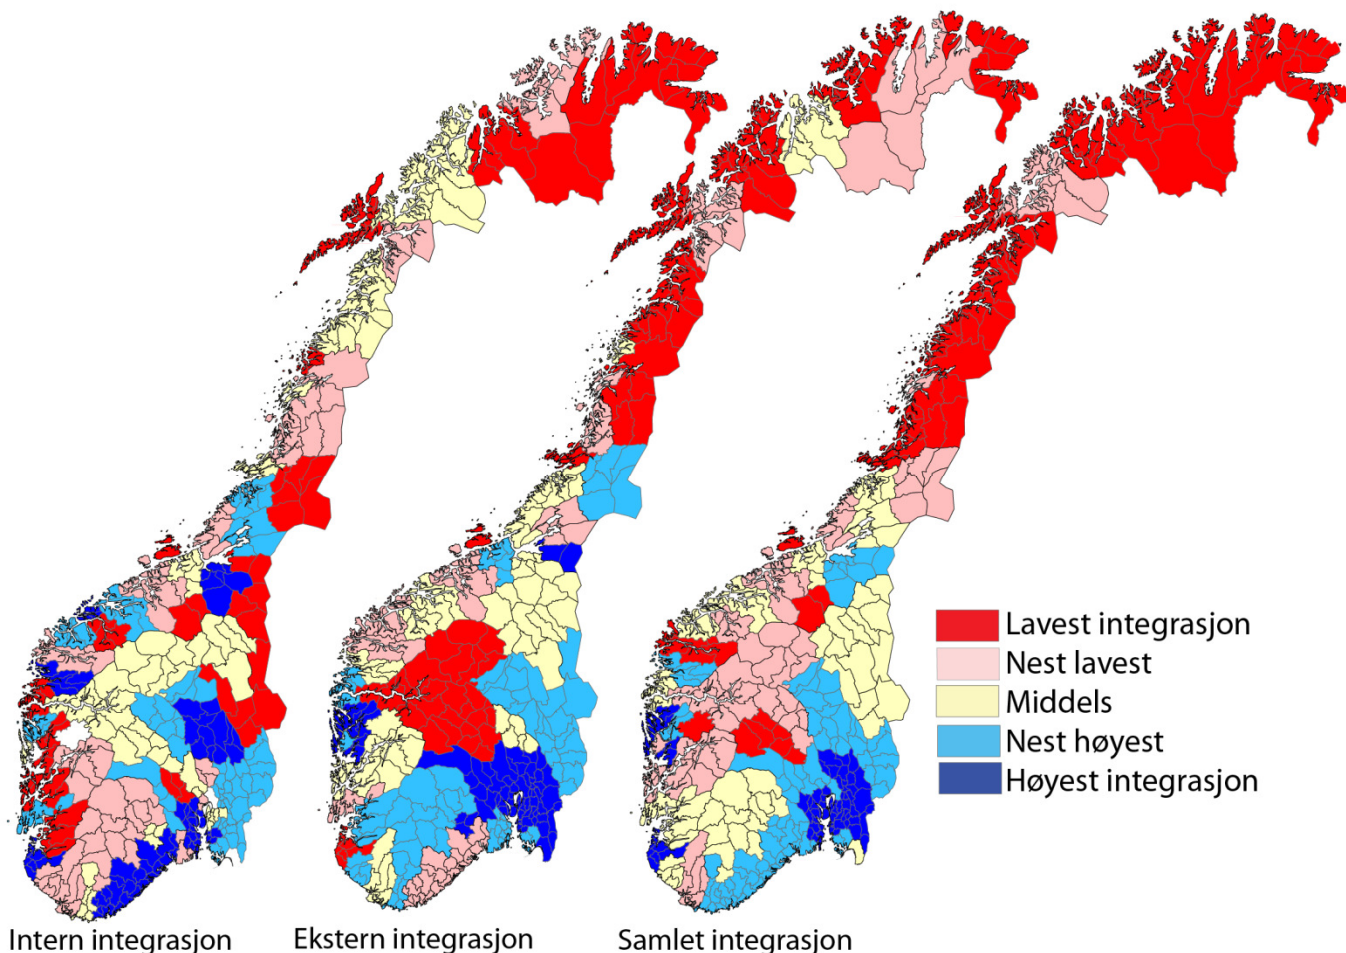 Lavest integrasjon
Nest lavest
Middels
Nest høyest
Høyest integrasjon
Intern integrasjon
Ekstern integrasjon
Samlet integrasjon